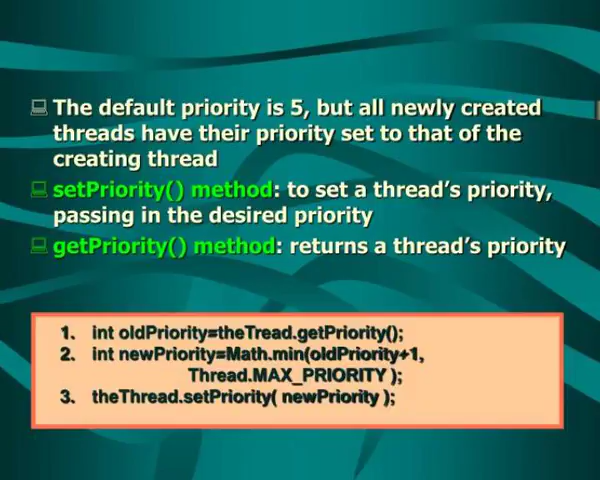 The default priority is 5, but all newly created
threads have their priority set to that of the
creating thread
setPriority() method: to set a thread's priority,
passing in the desired priority
getPriority() method: returns a thread's priority
1. int oldPriority=theTread.getPriority();
2. int newPriority=Math.min(oldPriority+1,
Thread.MAX_PRIORITY );
3. theThread.setPriority( newPriority );